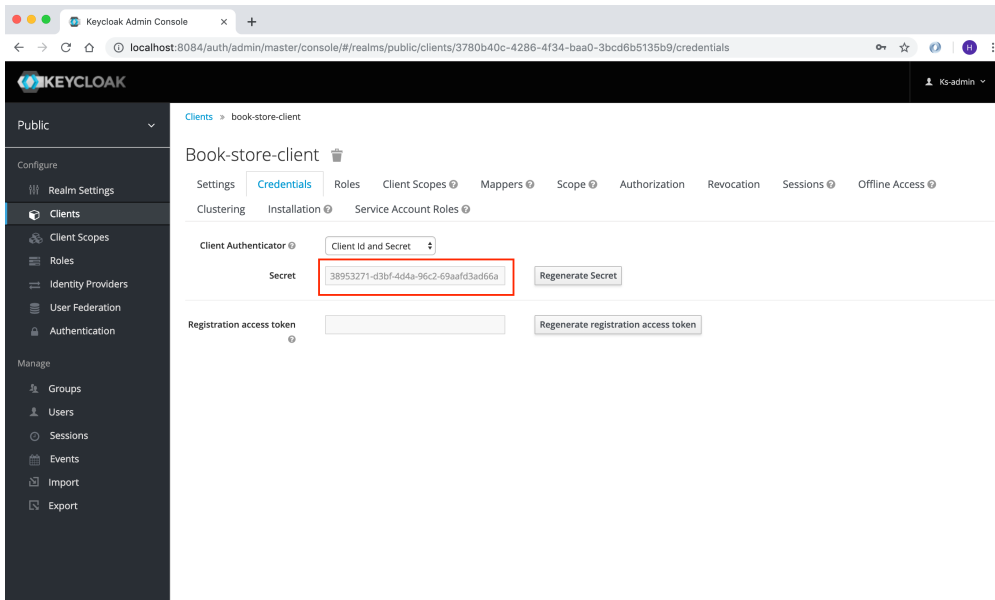 Keycloak Admin Console
localhost:8084/auth/admin/master/console/#/realms/public/clients/3780b40c-4286-4f34-baa0-3bcd6b5135b9/credentials
H
KEYCLOAK
Ks-admin
Public
Configure
Realm Settings
Clients
Client Scopes
Roles
Identity Providers
User Federation
Authentication
Manage
Groups
Users
Sessions
Events
Import
Export
Clients » book-store-client
Book-store-client
Settings Credentials Roles Client Scopes Mappers Scope Authorization Revocation Sessions Offline Access
Clustering Installation Service Account Roles
Client Authenticator Client Id and Secret
Secret 38953271-d3bf-4d4a-96c2-69aafd3ad66a Regenerate Secret
Registration access token Regenerate registration access token